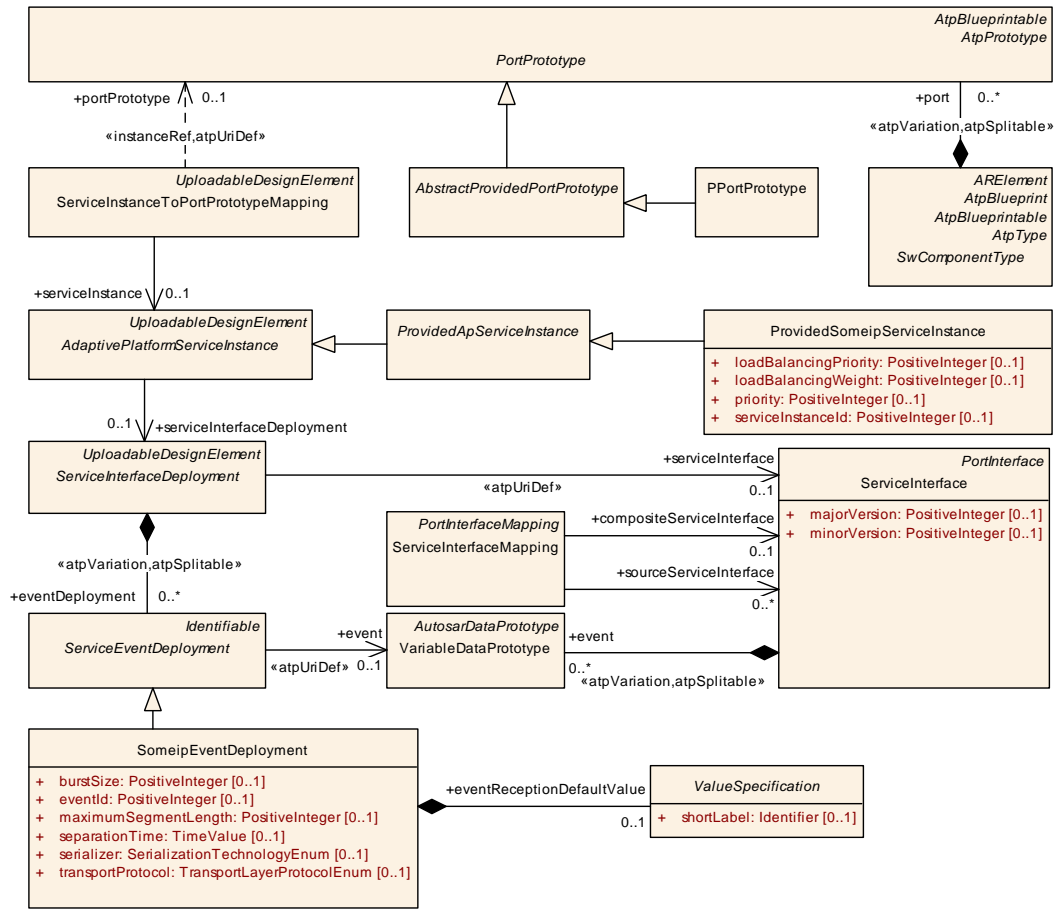 AtpBlueprintable
AtpPrototype
PortPrototype
+portPrototype
0..1
+port
0..*
«instanceRef,atpUriDef»
«atpVariation,atpSplitable»
UploadableDesignElement
ServiceInstanceToPortPrototypeMapping
AbstractProvidedPortPrototype
PPortPrototype
ARElement
AtpBlueprint
AtpBlueprintable
AtpType
SwComponentType
+serviceInstance
0..1
UploadableDesignElement
AdaptivePlatformServiceInstance
ProvidedApServiceInstance
ProvidedSomeipServiceInstance
+ loadBalancingPriority: PositiveInteger [0..1]
+ loadBalancingWeight: PositiveInteger [0..1]
+ priority: PositiveInteger [0..1]
+ serviceInstanceId: PositiveInteger [0..1]
0..1
+serviceInterfaceDeployment
UploadableDesignElement
ServiceInterfaceDeployment
+serviceInterface
«atpUriDef»
0..1
PortInterface
ServiceInterface
+ majorVersion: PositiveInteger [0..1]
+ minorVersion: PositiveInteger [0..1]
PortInterfaceMapping
ServiceInterfaceMapping
+compositeServiceInterface
0..1
+sourceServiceInterface
0..*
«atpVariation,atpSplitable»
+eventDeployment
0..*
Identifiable
ServiceEventDeployment
+event
«atpUriDef»
0..1
AutosarDataPrototype
VariableDataPrototype
+event
0..*
«atpVariation,atpSplitable»
SomeipEventDeployment
+ burstSize: PositiveInteger [0..1]
+ eventId: PositiveInteger [0..1]
+ maximumSegmentLength: PositiveInteger [0..1]
+ separationTime: TimeValue [0..1]
+ serializer: SerializationTechnologyEnum [0..1]
+ transportProtocol: TransportLayerProtocolEnum [0..1]
+eventReceptionDefaultValue
0..1
ValueSpecification
+ shortLabel: Identifier [0..1]